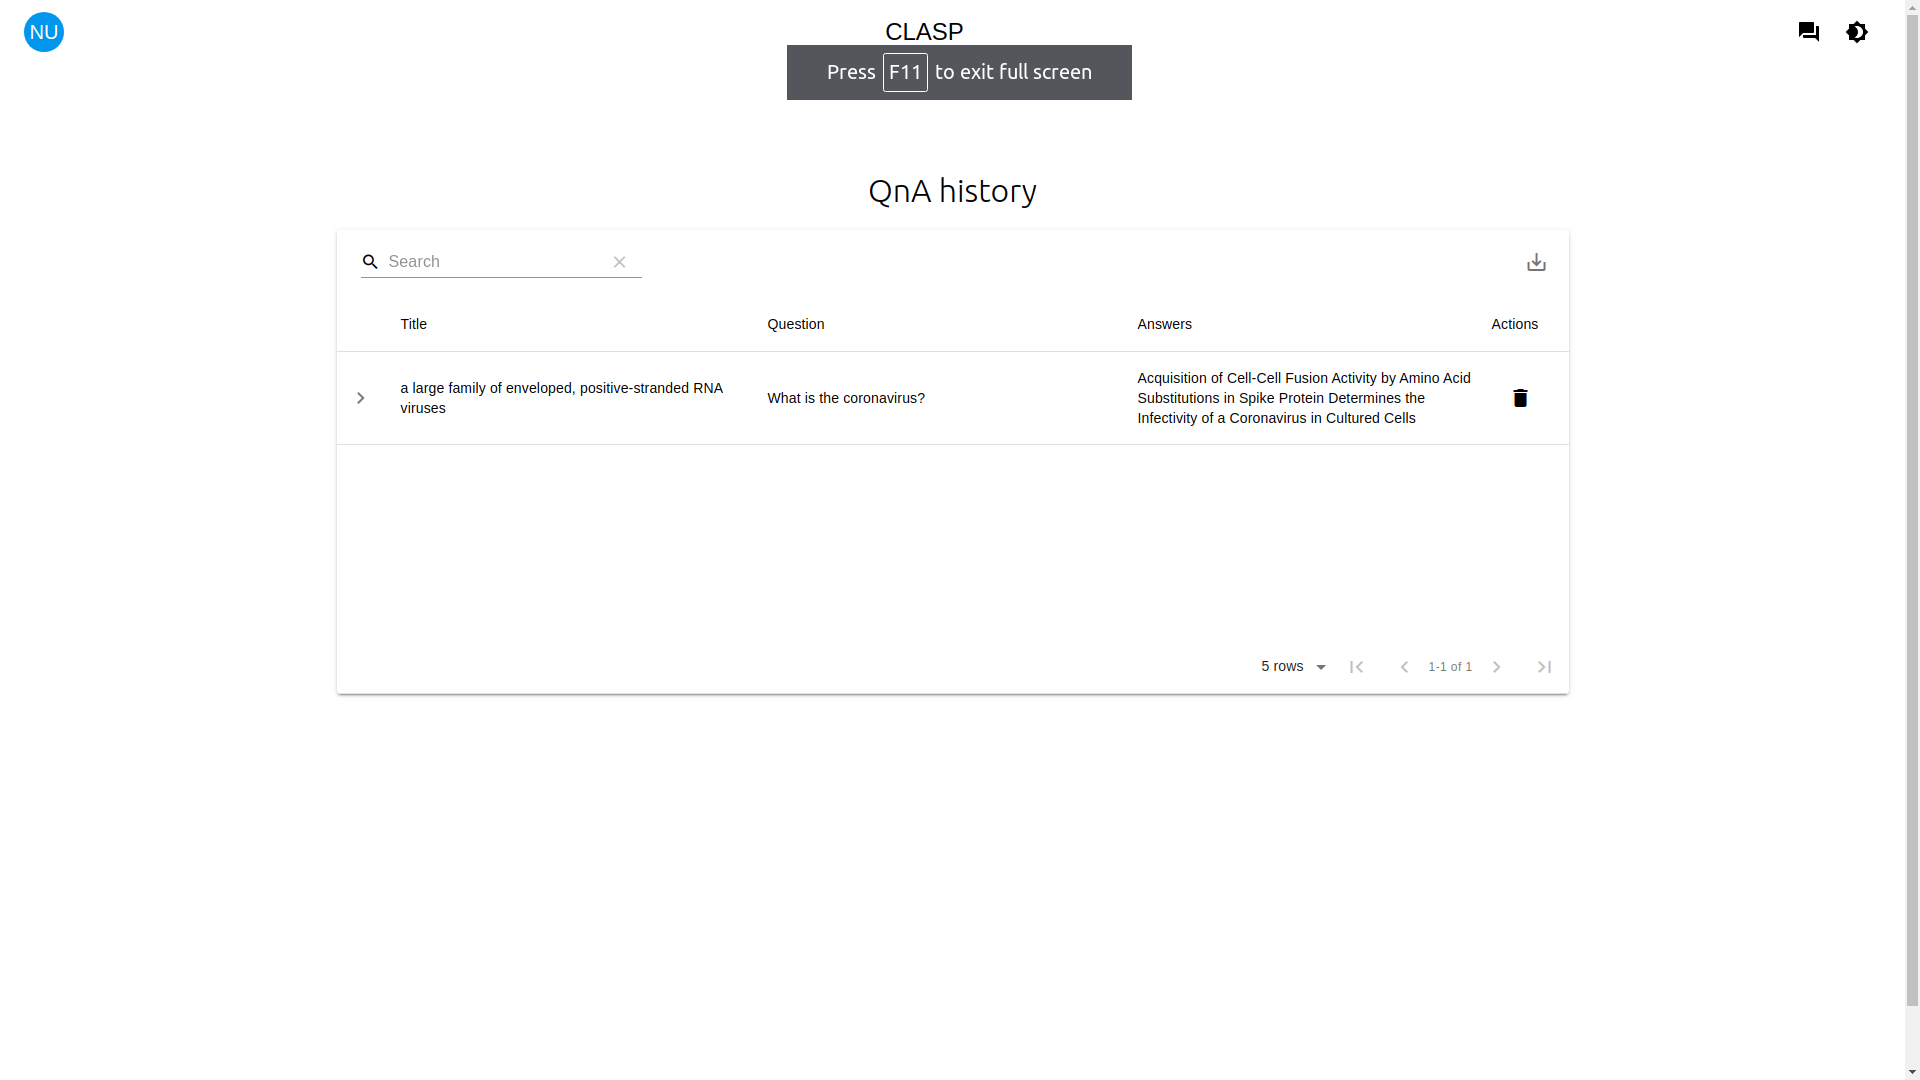 NU
CLASP
Press F11 to exit full screen
QnA history
Search
Title Question Answers Actions
a large family of enveloped, positive-stranded RNA
viruses
What is the coronavirus?
Acquisition of Cell-Cell Fusion Activity by Amino Acid
Substitutions in Spike Protein Determines the
Infectivity of a Coronavirus in Cultured Cells
5 rows
1-1 of 1